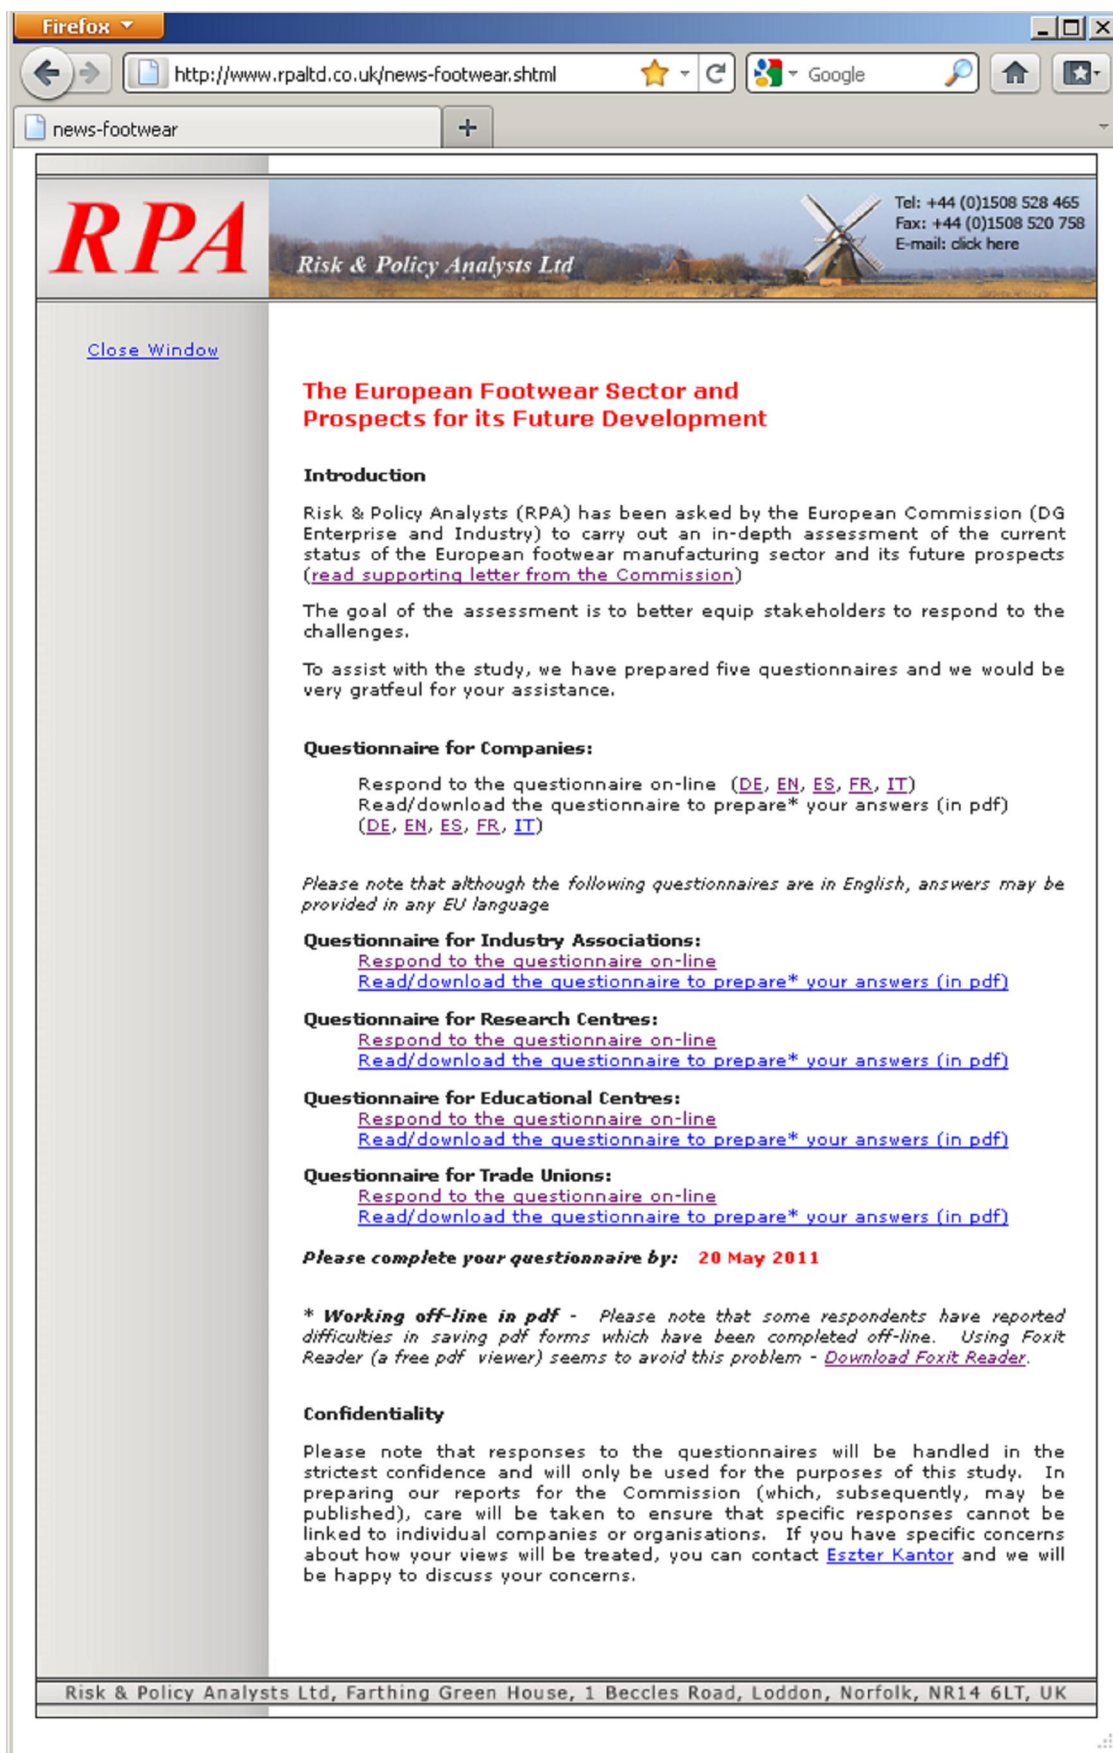 Firefox
http://www.rpaltd.co.uk/news-footwear.shtml
Google
news-footwear
RPA
Risk & Policy Analysts Ltd
Tel: +44 (0)1508 528 465
Fax: +44 (0)1508 520 758
E-mail: click here
Close Window
The European Footwear Sector and
Prospects for its Future Development
Introduction
Risk & Policy Analysts (RPA) has been asked by the European Commission (DG
Enterprise and Industry) to carry out an in-depth assessment of the current
status of the European footwear manufacturing sector and its future prospects
(read supporting letter from the Commission)
The goal of the assessment is to better equip stakeholders to respond to the
challenges.
To assist with the study, we have prepared five questionnaires and we would be
very gratfeul for your assistance.
Questionnaire for Companies:
Respond to the questionnaire on-line (DE, EN, ES, FR, IT)
Read/download the questionnaire to prepare* your answers (in pdf)
(DE, EN, ES, FR, IT)
Please note that although the following questionnaires are in English, answers may be
provided in any EU language
Questionnaire for Industry Associations:
Respond to the questionnaire on-line
Read/download the questionnaire to prepare* your answers (in pdf)
Questionnaire for Research Centres:
Respond to the questionnaire on-line
Read/download the questionnaire to prepare* your answers (in pdf)
Questionnaire for Educational Centres:
Respond to the questionnaire on-line
Read/download the questionnaire to prepare* your answers (in pdf)
Questionnaire for Trade Unions:
Respond to the questionnaire on-line
Read/download the questionnaire to prepare* your answers (in pdf)
Please complete your questionnaire by: 20 May 2011
* Working off-line in pdf - Please note that some respondents have reported
difficulties in saving pdf forms which have been completed off-line. Using Foxit
Reader (a free pdf viewer) seems to avoid this problem - Download Foxit Reader.
Confidentiality
Please note that responses to the questionnaires will be handled in the
strictest confidence and will only be used for the purposes of this study. In
preparing our reports for the Commission (which, subsequently, may be
published), care will be taken to ensure that specific responses cannot be
linked to individual companies or organisations. If you have specific concerns
about how your views will be treated, you can contact Eszter Kantor and we will
be happy to discuss your concerns.
Risk & Policy Analysts Ltd, Farthing Green House, 1 Beccles Road, Loddon, Norfolk, NR14 6LT, UK